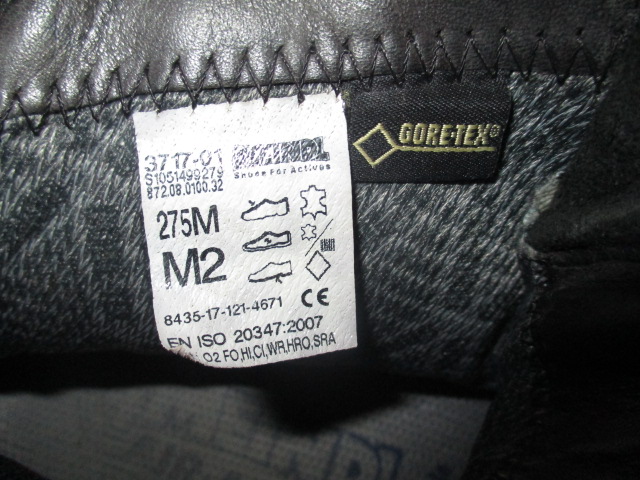 3717-01
S1051499279
872.08.0100.32
Shoes For Actives
275M
M2
8435-17-121-4671 CE
EN ISO 20347:2007
O2 FO,HI,CI,WR,HRO,SRA
GORE-TEX®